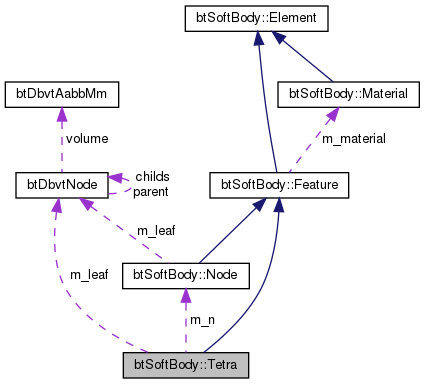 btSoftBody::Element
btDbvtAabbMm
btSoftBody::Material
volume
m_material
childs
parent
btDbvtNode
btSoftBody::Feature
m_leaf
btSoftBody::Node
m_leaf
m_n
btSoftBody::Tetra